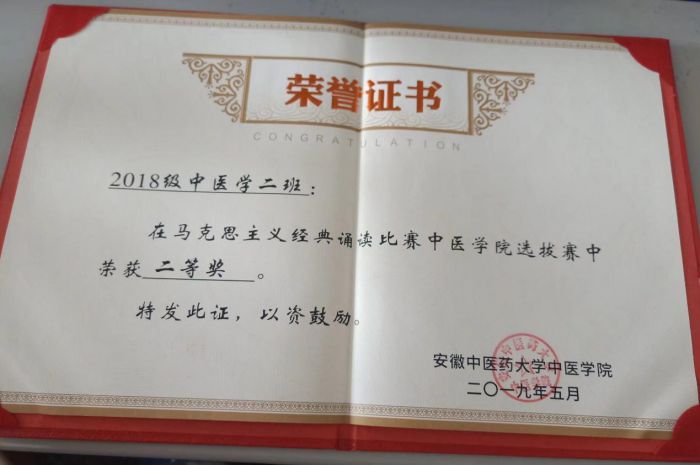 荣誉证书
CONGRATULATION
2018级中医学二班：
在马克思主义经典诵读比赛中医学院选拔赛中
荣获 二等奖 。
特发此证，以资鼓励。
安徽中医药大学中医学院
二〇一九年五月